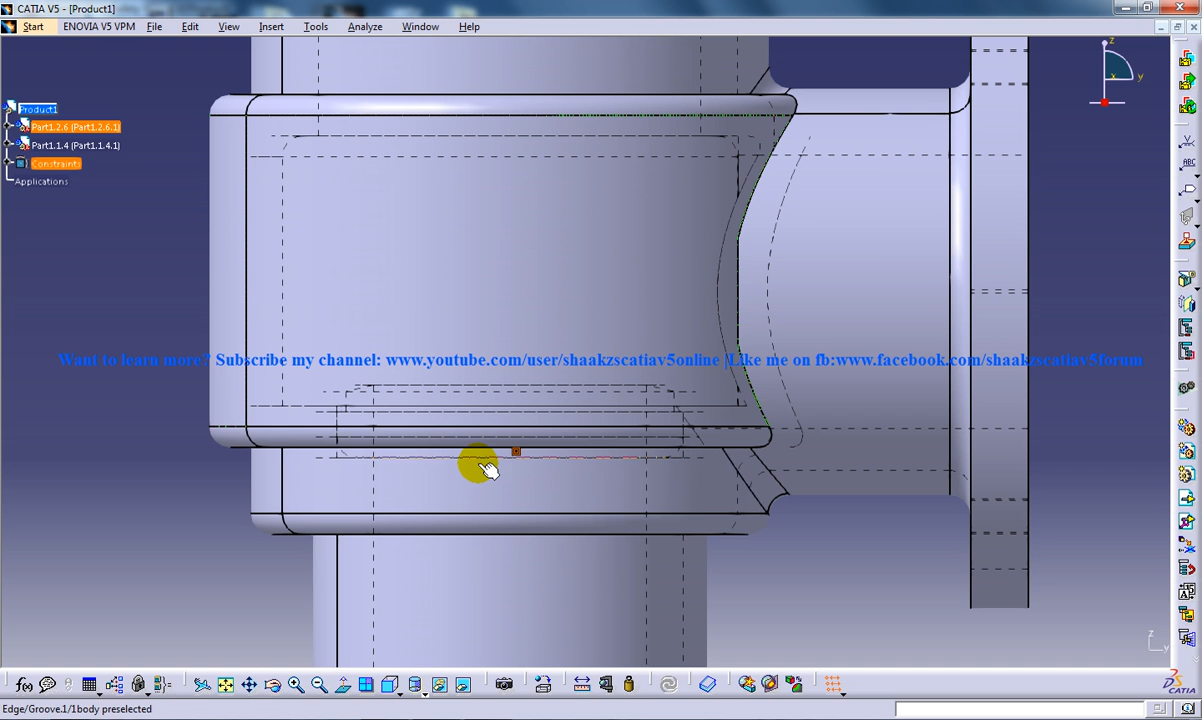 CATIA V5 - [Product1]
Start ENOVIA V5 VPM File Edit View Insert Tools Analyze Window Help
z
x y
Product1
Part1.2.6 (Part1.2.6.1)
Part1.1.4 (Part1.1.4.1)
Constraints
Applications
ABC
Want to learn more? Subscribe my channel: www.youtube.com/user/shaakzscatiav5online |Like me on fb:www.facebook.com/shaakzscatiav5forum
z
y
f(x)
CATIA
Edge/Groove.1/1body preselected